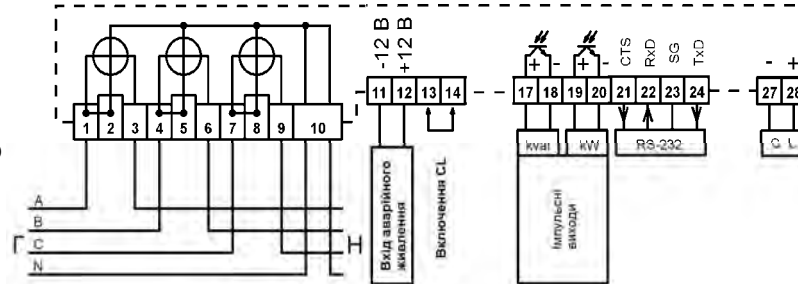 -12 В
+12 В
+ -
+ -
CTS
RxD
SG
TxD
- +
1 2 3 4 5 6 7 8 9 10
11 12 13 14
17 18 19 20 21 22 23 24
27 28
kvar
kW
RS-232
C L
A
B
C
N
Г
Н
Вхід аварійного
живлення
Включення CL
Імпульсні
виходи